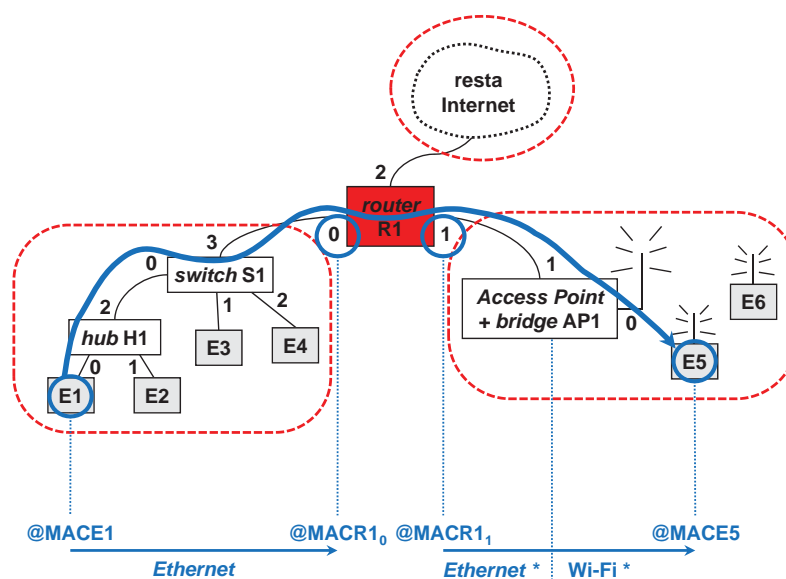 resta
Internet
2
router
R1
0
1
3
0
switch S1
1
2
2
hub H1
0
1
E1
E2
E3
E4
1
Access Point
+ bridge AP1
0
E6
E5
@MACE1
@MACR1₀
@MACR1₁
@MACE5
Ethernet
Ethernet *
Wi-Fi *